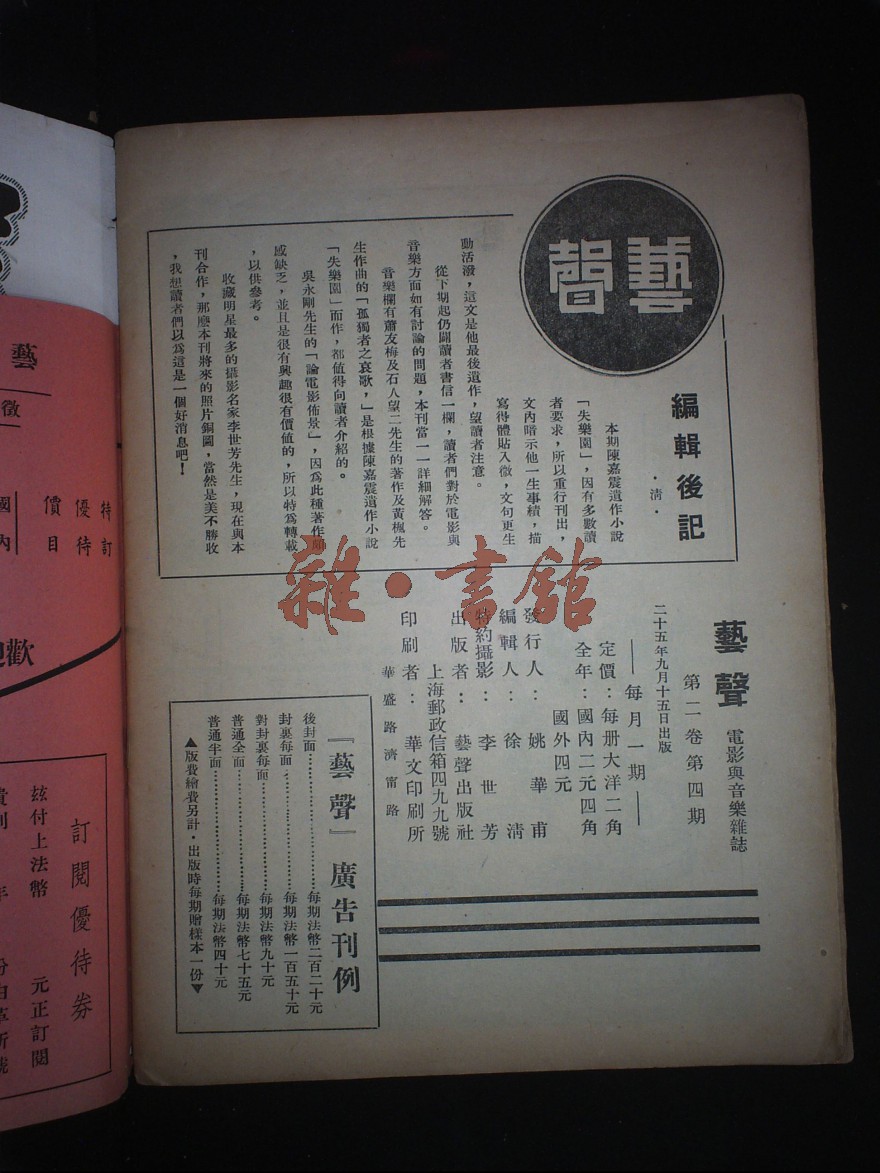 藝聲
編輯後記
·清·
本期陳嘉震遺作小說
「失樂園」，因有多數讀
者要求，所以重行刊出，
文內暗示他一生事績，描
寫得體貼入微，文句更生
動活潑，這文是他最後遺作，望讀者注意。
從下期起仍闢讀者書信一欄，讀者們對於電影與
音樂方面如有討論的問題，本刊當一一詳細解答。
音樂欄有蕭友梅及石人望二先生的著作及黃楓先
生作曲的「孤獨者之哀歌，」是根據陳嘉震遺作小說
「失樂園」而作，都值得向讀者介紹的。
吳永剛先生的「論電影佈景」，因爲此種著作頗
感缺乏，並且是很有興趣很有價値的，所以特爲轉載
，以供參考。
收藏明星最多的攝影名家李世芳先生，現在與本
刊合作，那麼本刊將來的照片銅圖，當然是美不勝收
，我想讀者們以爲這是一個好消息吧！
藝聲 電影與音樂雜誌
第二卷第四期
二十五年九月十五日出版
——每月一期——
定價：每册大洋二角
全年：國內二元四角
國外四元
發行人：姚華甫
編輯人：徐清
特約攝影：李世芳
出版者：藝聲出版社
上海郵政信箱四九九號
印刷者：華文印刷所
華盛路濟甯路
『藝聲』廣告刊例
後封面…………每期法幣二百二十元
封裏每面…………每期法幣一百五十元
對封裏每面…………每期法幣九十元
普通全面…………每期法幣七十五元
普通半面…………每期法幣四十元
▲版費繪費另計·出版時每期贈樣本一份▼
雜·書館
藝
徵
特訂
優待
價目
國內
歡
訂閱優待券
茲付上法幣 元正訂閱